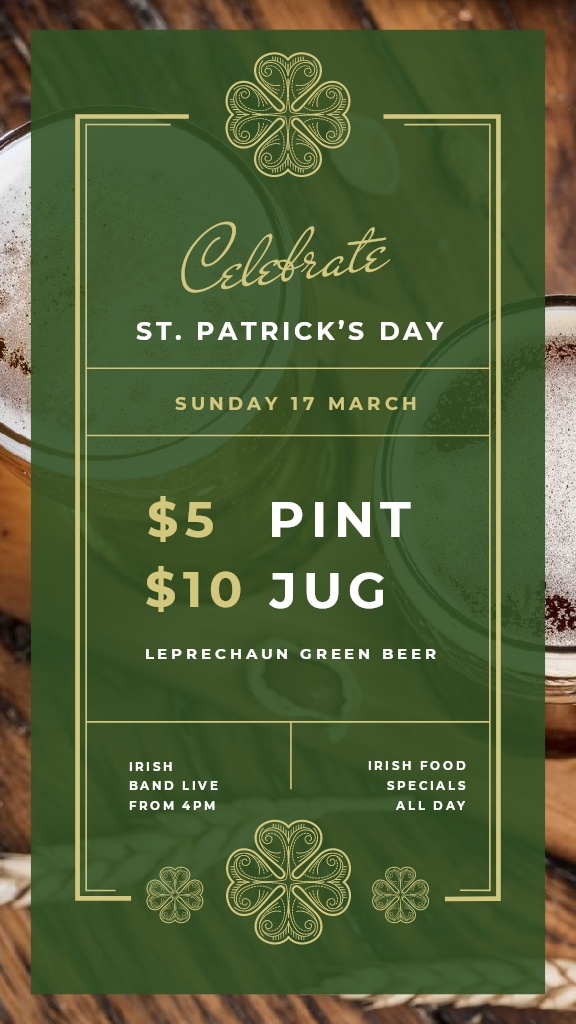 Celebrate
ST. PATRICK’S DAY
SUNDAY 17 MARCH
$5 PINT
$10 JUG
LEPRECHAUN GREEN BEER
IRISH
BAND LIVE
FROM 4PM
IRISH FOOD
SPECIALS
ALL DAY